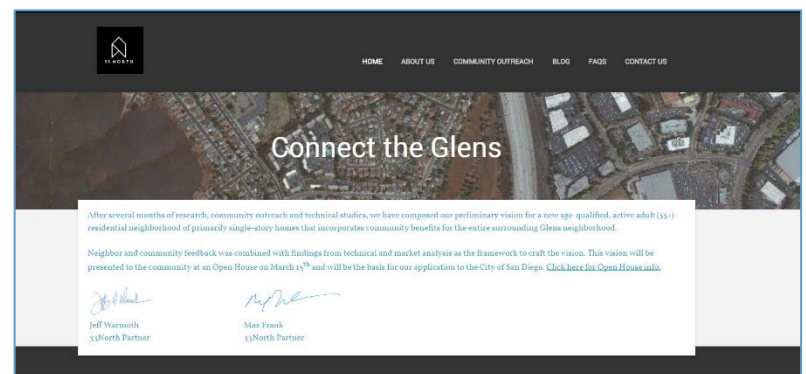 33 NORTH
HOME ABOUT US COMMUNITY OUTREACH BLOG FAQS CONTACT US
Connect the Glens
After several months of research, community outreach and technical studies, we have composed our preliminary vision for a new age-qualified, active adult (55+)
residential neighborhood of primarily single-story homes that incorporates community benefits for the entire surrounding Glens neighborhood.
Neighbor and community feedback was combined with findings from technical and market analysis as the framework to craft the vision. This vision will be
presented to the community at an Open House on March 15th and will be the basis for our application to the City of San Diego. Click here for Open House info.
Jeff Warmoth Max Frank
33North Partner 33North Partner